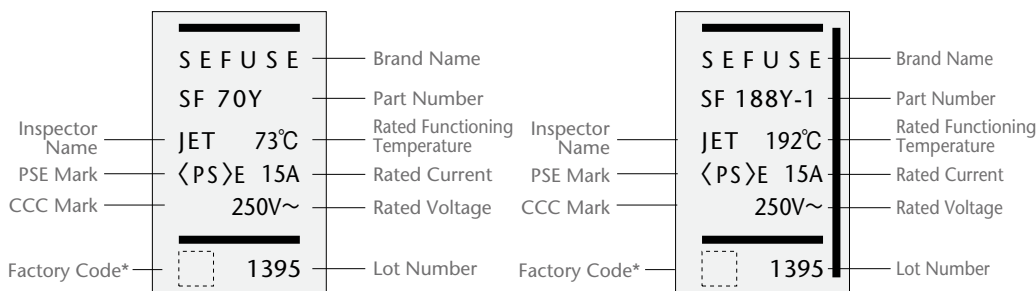 S E F U S E Brand Name
SF 70Y Part Number
Inspector Name JET 73℃ Rated Functioning Temperature
PSE Mark 〈PS〉E 15A Rated Current
CCC Mark 250V~ Rated Voltage
Factory Code* 1395 Lot Number
S E F U S E Brand Name
SF 188Y-1 Part Number
Inspector Name JET 192℃ Rated Functioning Temperature
PSE Mark 〈PS〉E 15A Rated Current
CCC Mark 250V~ Rated Voltage
Factory Code* 1395 Lot Number